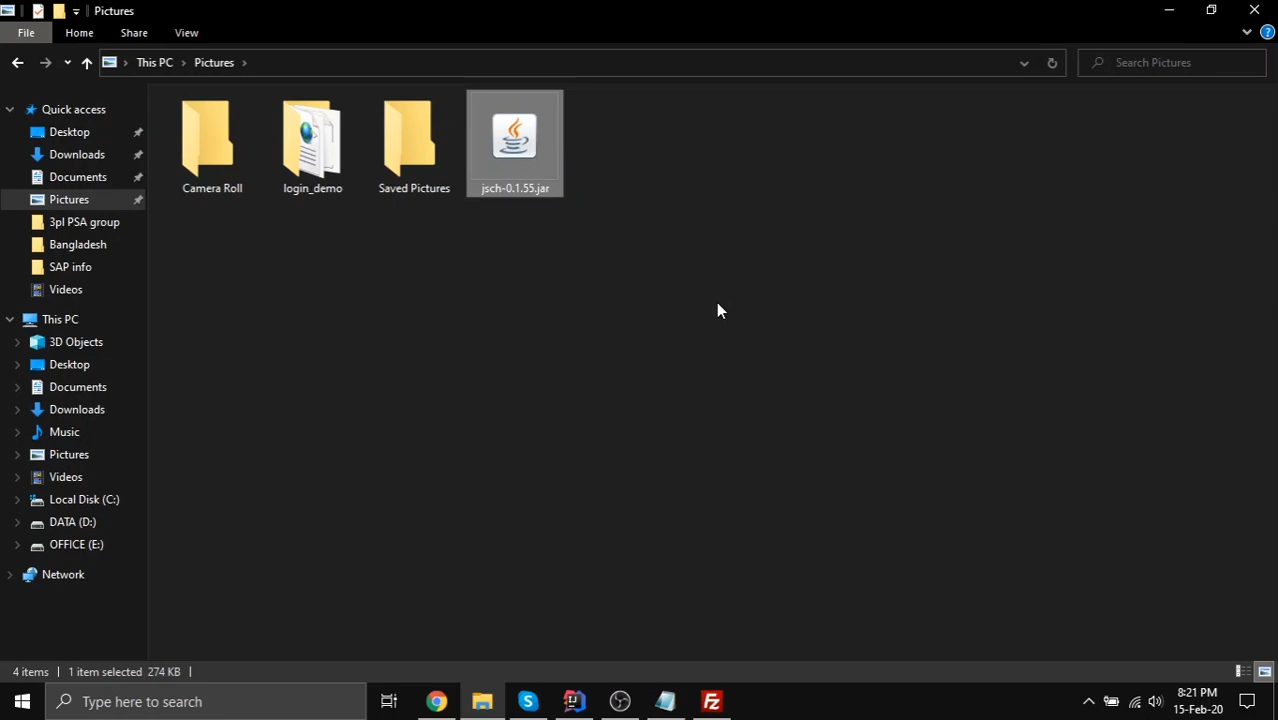 Pictures
File Home Share View
This PC Pictures Search Pictures
Quick access
Desktop
Downloads
Documents
Pictures
3pl PSA group
Bangladesh
SAP info
Videos
This PC
3D Objects
Desktop
Documents
Downloads
Music
Pictures
Videos
Local Disk (C:)
DATA (D:)
OFFICE (E:)
Network
Camera Roll login_demo Saved Pictures jsch-0.1.55.jar
4 items 1 item selected 274 KB
Type here to search
8:21 PM
15-Feb-20